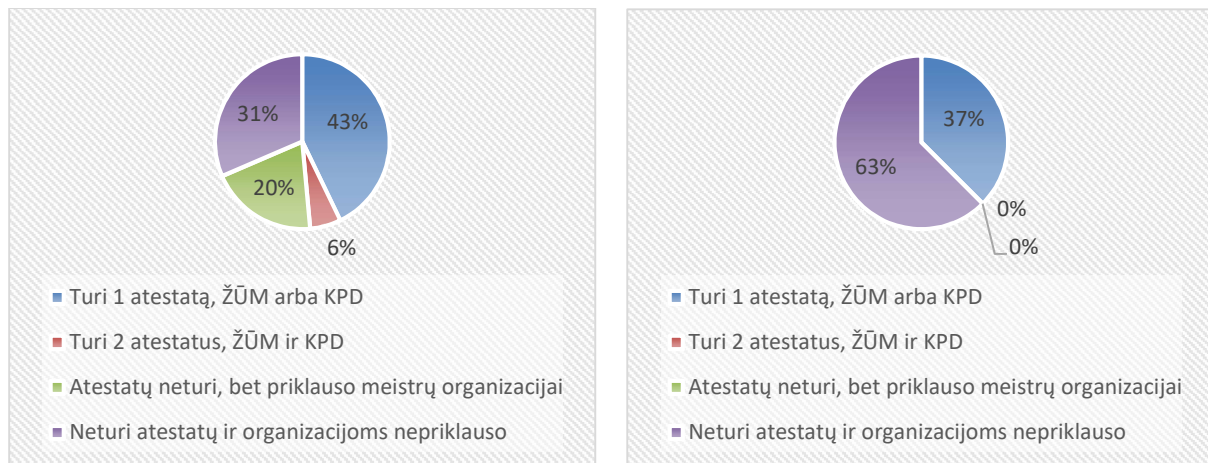 31%
43%
20%
6%
Turi 1 atestatą, ŽŪM arba KPD
Turi 2 atestatus, ŽŪM ir KPD
Atestatų neturi, bet priklauso meistrų organizacijai
Neturi atestatų ir organizacijoms nepriklauso
37%
63%
0%
0%
Turi 1 atestatą, ŽŪM arba KPD
Turi 2 atestatus, ŽŪM ir KPD
Atestatų neturi, bet priklauso meistrų organizacijai
Neturi atestatų ir organizacijoms nepriklauso